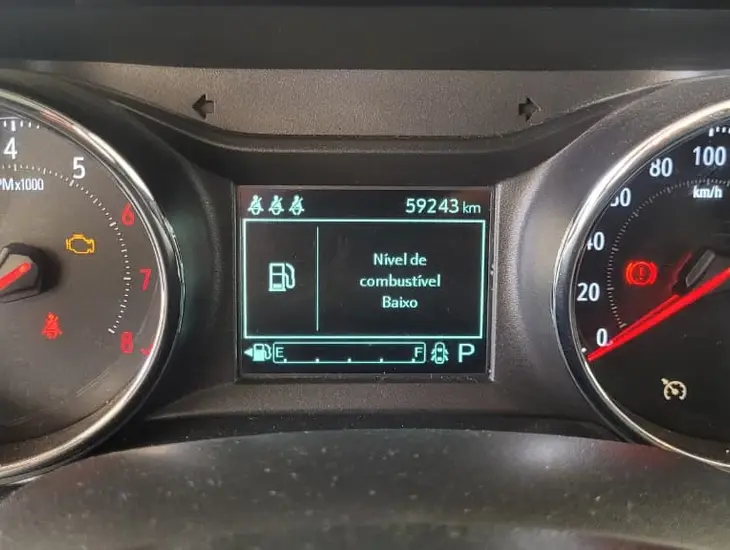 4
5
6
7
8
PMx1000
59243 km
Nível de
combustível
Baixo
E
F
P
0
20
40
60
80
100
km/h